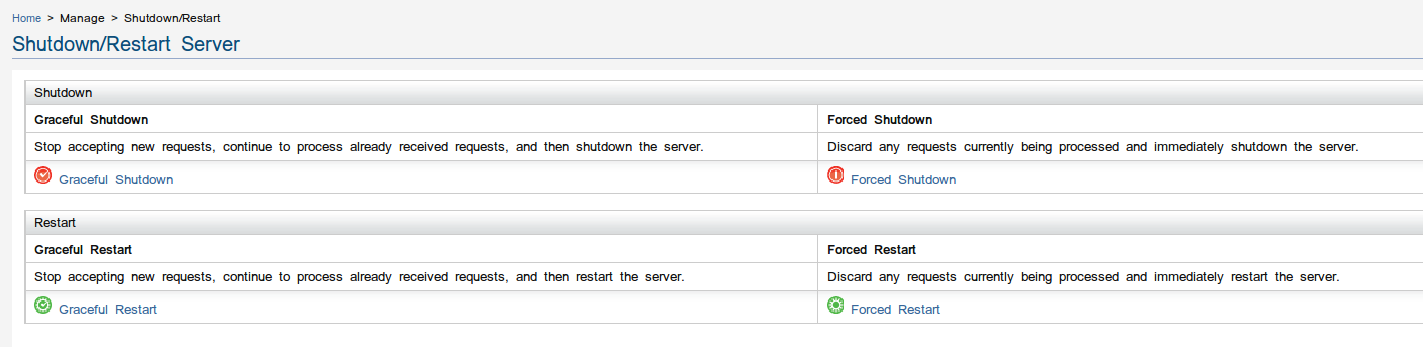 Home > Manage > Shutdown/Restart
Shutdown/Restart Server
Shutdown
Graceful Shutdown
Forced Shutdown
Stop accepting new requests, continue to process already received requests, and then shutdown the server.
Discard any requests currently being processed and immediately shutdown the server.
Graceful Shutdown
Forced Shutdown
Restart
Graceful Restart
Forced Restart
Stop accepting new requests, continue to process already received requests, and then restart the server.
Discard any requests currently being processed and immediately restart the server.
Graceful Restart
Forced Restart